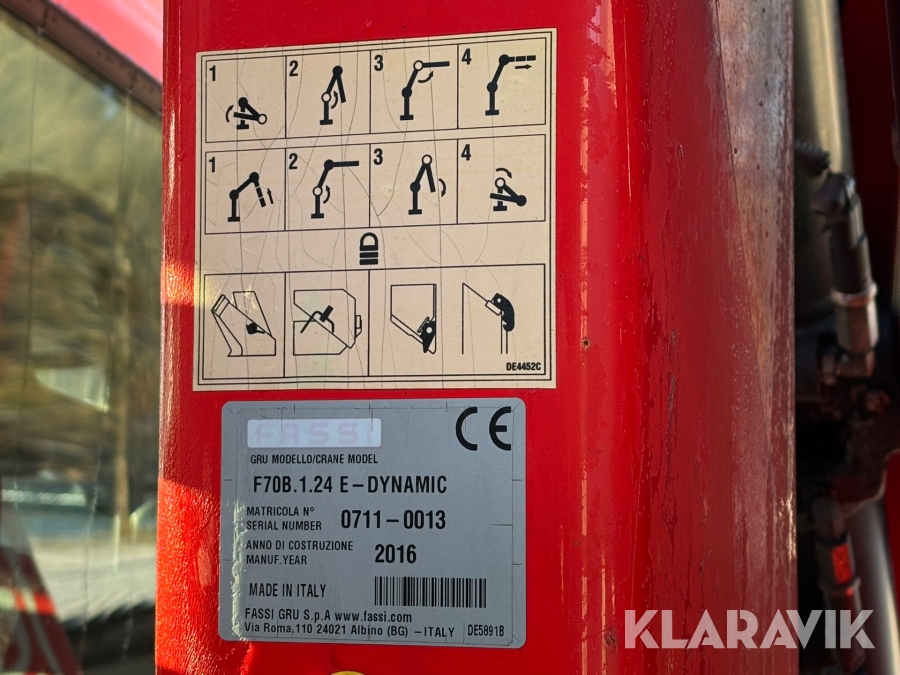 1 2 3 4
1 2 3 4
DE4452C
FASSI
CE
GRU MODELLO/CRANE MODEL
F70B.1.24 E-DYNAMIC
MATRICOLA N°
SERIAL NUMBER 0711-0013
ANNO DI COSTRUZIONE
MANUF.YEAR 2016
MADE IN ITALY
FASSI GRU S.p.A www.fassi.com
Via Roma,110 24021 Albino (BG) -ITALY DE5891B
KLARAVIK